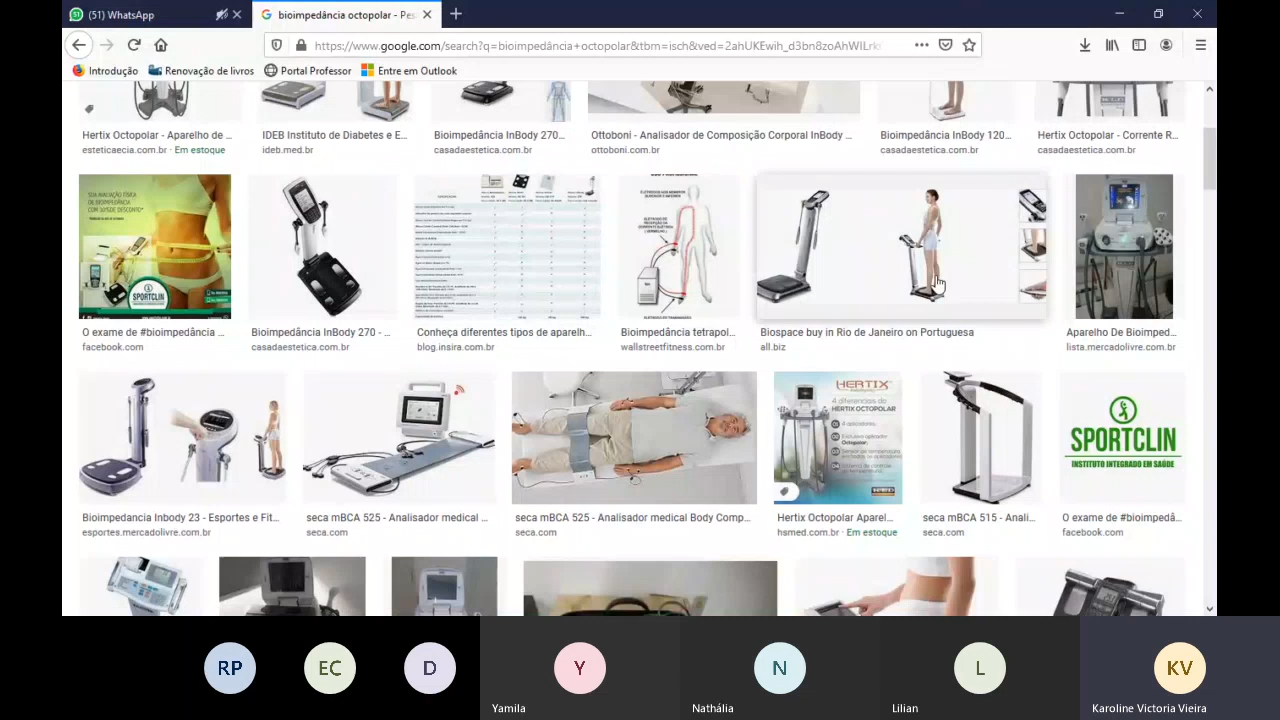 (51) WhatsApp
bioimpedância octopolar - Pes
https://www.google.com/search?q=bioimpedância+octopolar&tbm=isch&ved=2ahUKEwih_d3bn8zoAhWILrk
Introdução
Renovação de livros
Portal Professor
Entre em Outlook
Hertix Octopolar - Aparelho de ...
esteticaecia.com.br · Em estoque
IDEB Instituto de Diabetes e E...
ideb.med.br
Bioimpedância InBody 270...
casadaestetica.com.br
Ottoboni - Analisador de Composição Corporal InBody ...
ottoboni.com.br
Bioimpedância InBody 120...
casadaestetica.com.br
Hertix Octopolar - Corrente R...
casadaestetica.com.br
SPORTCLIN
O exame de #bioimpedância ...
facebook.com
Bioimpedância InBody 270 - ...
casadaestetica.com.br
Conheça diferentes tipos de aparelh...
blog.insira.com.br
Bioimpedância tetrapol...
wallstreetfitness.com.br
Biospace buy in Rio de Janeiro on Portuguesa
all.biz
Aparelho De Bioimped...
lista.mercadolivre.com.br
HERTIX
4 diferenciais do
HERTIX OCTOPOLAR
SPORTCLIN
INSTITUTO INTEGRADO EM SAÚDE
Bioimpedancia Inbody 23 - Esportes e Fit...
esportes.mercadolivre.com.br
seca mBCA 525 - Analisador medical ...
seca.com
seca mBCA 525 - Analisador medical Body Comp...
seca.com
Hertix Octopolar Aparel...
hsmed.com.br · Em estoque
seca mBCA 515 - Anali...
seca.com
O exame de #bioimpedâ...
facebook.com
RP
EC
D
Y
N
L
KV
Yamila
Nathália
Lilian
Karoline Victoria Vieira